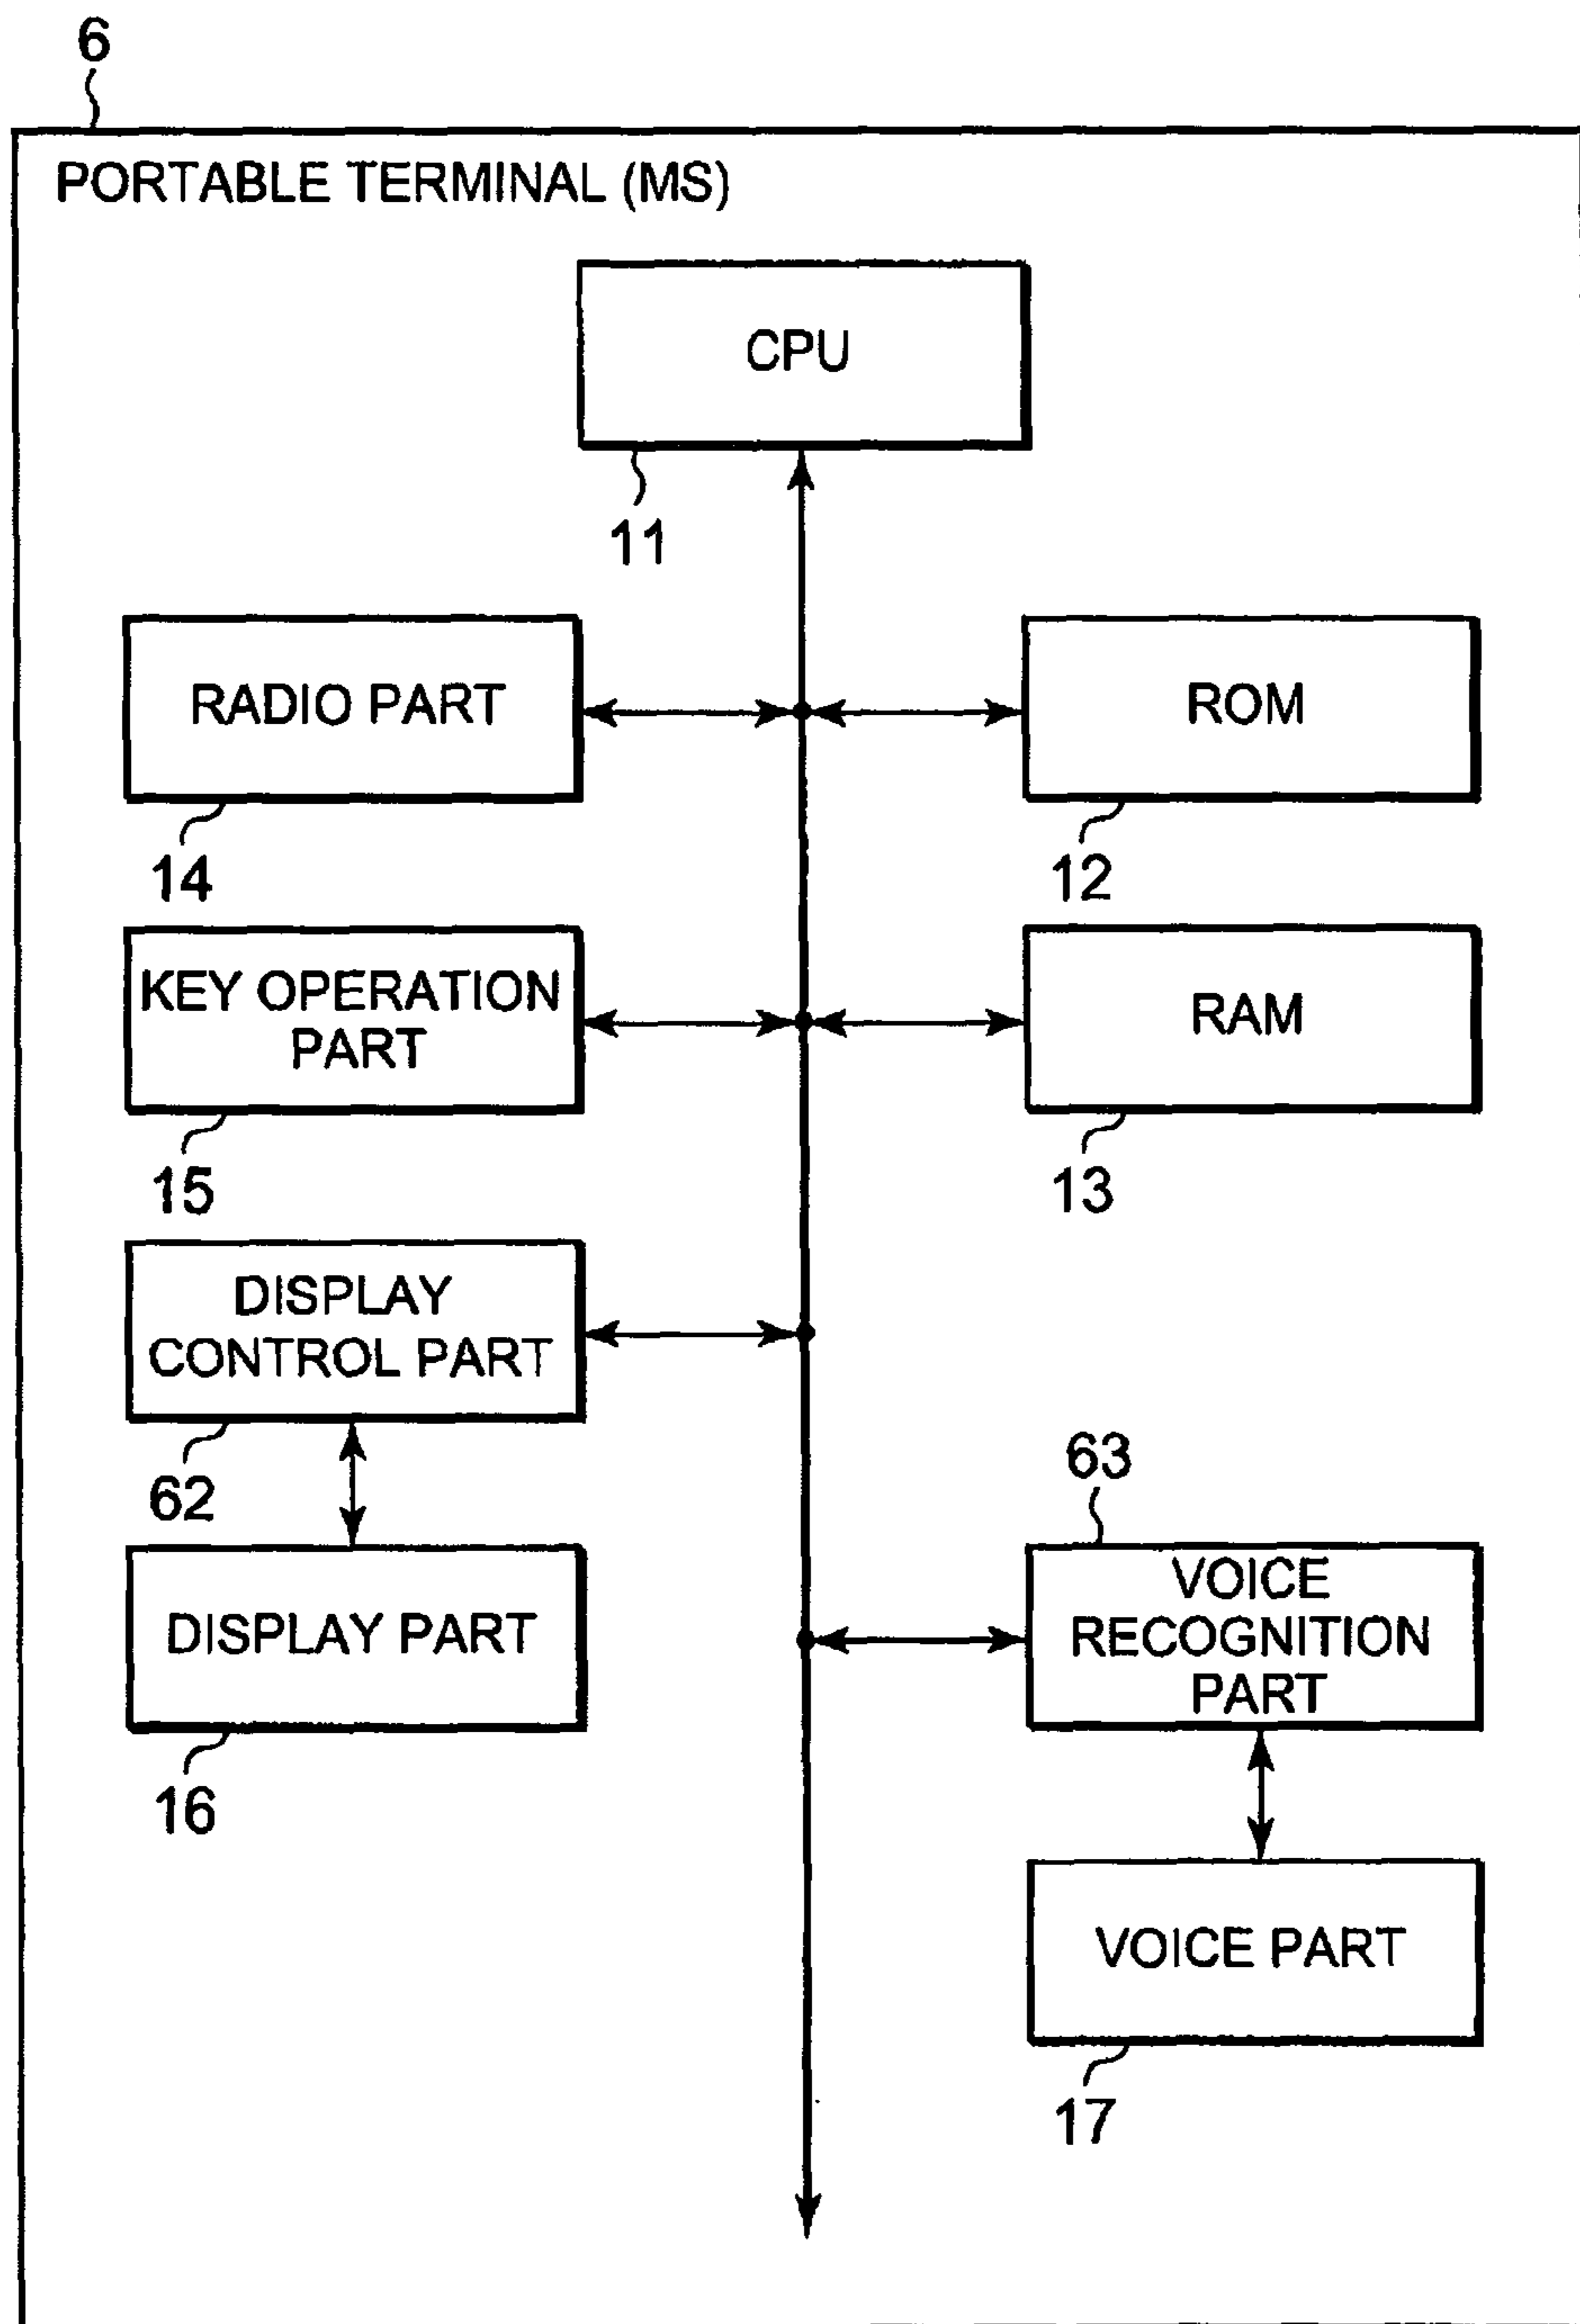 6
PORTABLE TERMINAL (MS)
CPU
11
RADIO PART
ROM
14
12
KEY OPERATION
PART
RAM
15
13
DISPLAY
CONTROL PART
62
63
DISPLAY PART
VOICE
RECOGNITION
PART
16
VOICE PART
17